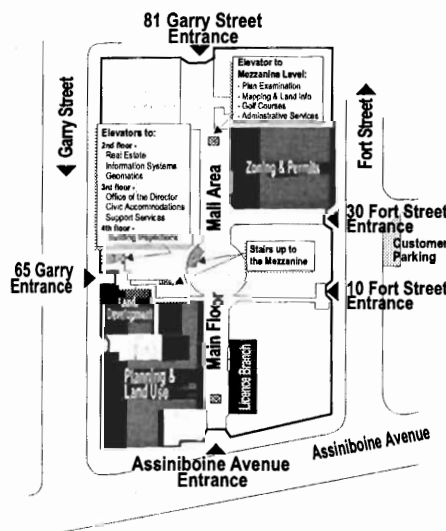 81 Garry Street
Entrance
Elevator to
Mezzanine Level:
- Plan Examination
- Mapping & Land Info
- Golf Courses
- Adminstrative Services
Garry Street
Fort Street
Elevators to:
2nd floor -
Real Estate
Information Systems
Geomatics
3rd floor -
Office of the Director
Civic Accommodations
Support Services
4th floor -
Building Inspections
Mall Area
Zoning & Permits
30 Fort Street
Entrance
Customer
Parking
Stairs up to
the Mezzanine
65 Garry
Entrance
10 Fort Street
Entrance
Land
Development
Main Floor
Planning &
Land Use
Licence Branch
Assiniboine Avenue
Entrance
Assiniboine Avenue